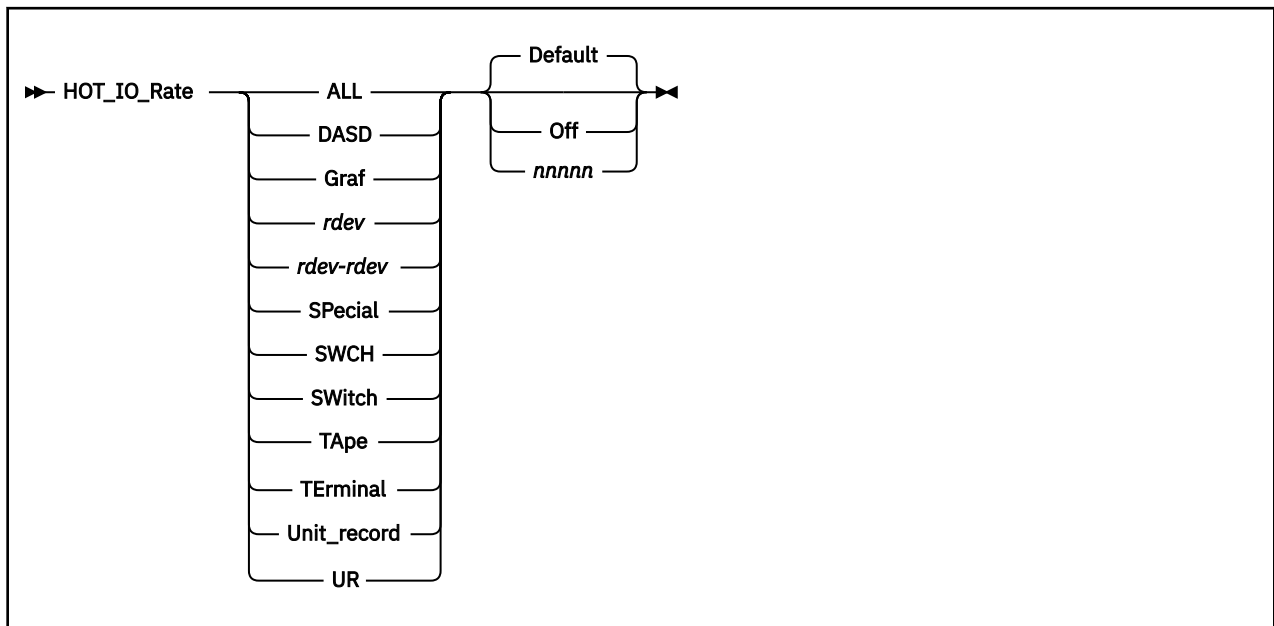 Default
HOT_IO_Rate ALL
Off
DASD
nnnnn
Graf
rdev
rdev-rdev
SPecial
SWCH
SWitch
TApe
TErminal
Unit_record
UR